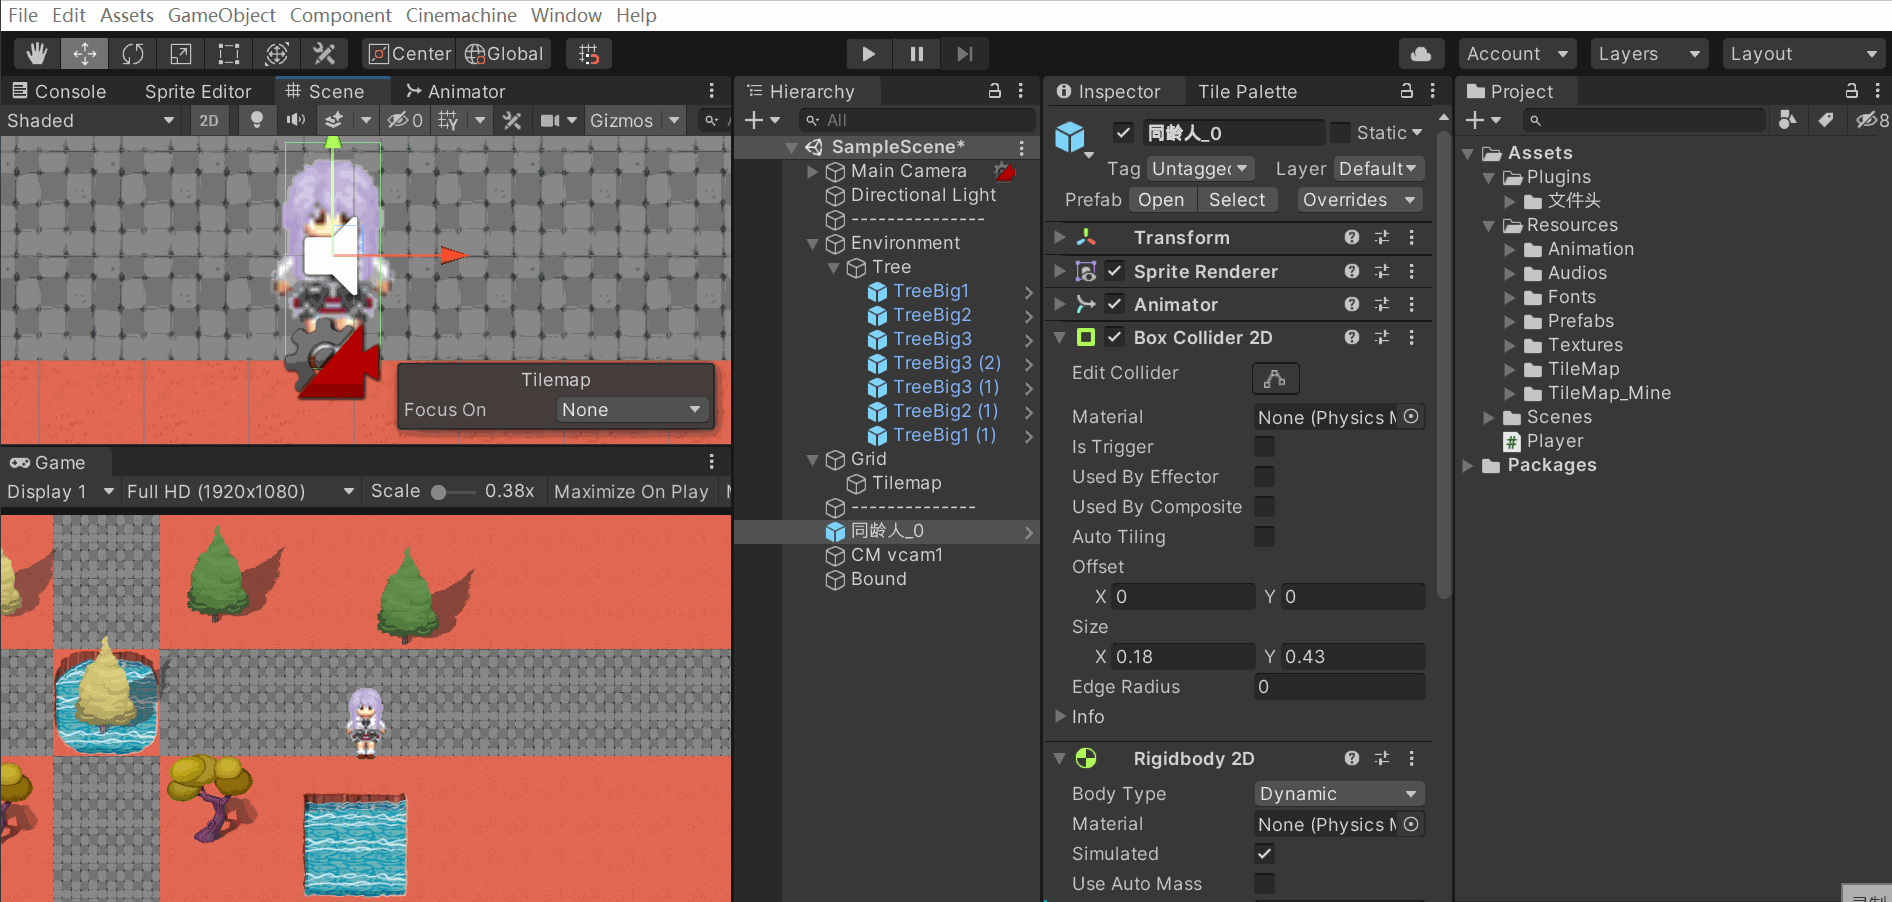 File Edit Assets GameObject Component Cinemachine Window Help
Center Global Account Layers Layout
Console Sprite Editor Scene Animator
Shaded 2D 0 Gizmos
Tilemap
Focus On None
Game
Display 1 Full HD (1920x1080) Scale 0.38x Maximize On Play
Hierarchy
All
SampleScene*
Main Camera
Directional Light
---------------
Environment
Tree
TreeBig1
TreeBig2
TreeBig3
TreeBig3 (2)
TreeBig3 (1)
TreeBig2 (1)
TreeBig1 (1)
Grid
Tilemap
--------------
同龄人_0
CM vcam1
Bound
Inspector Tile Palette
同龄人_0 Static
Tag Untagged Layer Default
Prefab Open Select Overrides
Transform
Sprite Renderer
Animator
Box Collider 2D
Edit Collider
Material None (Physics M
Is Trigger
Used By Effector
Used By Composite
Auto Tiling
Offset
X 0 Y 0
Size
X 0.18 Y 0.43
Edge Radius 0
Info
Rigidbody 2D
Body Type Dynamic
Material None (Physics M
Simulated
Use Auto Mass
Project
8
Assets
Plugins
文件头
Resources
Animation
Audios
Fonts
Prefabs
Textures
TileMap
TileMap_Mine
Scenes
Player
Packages